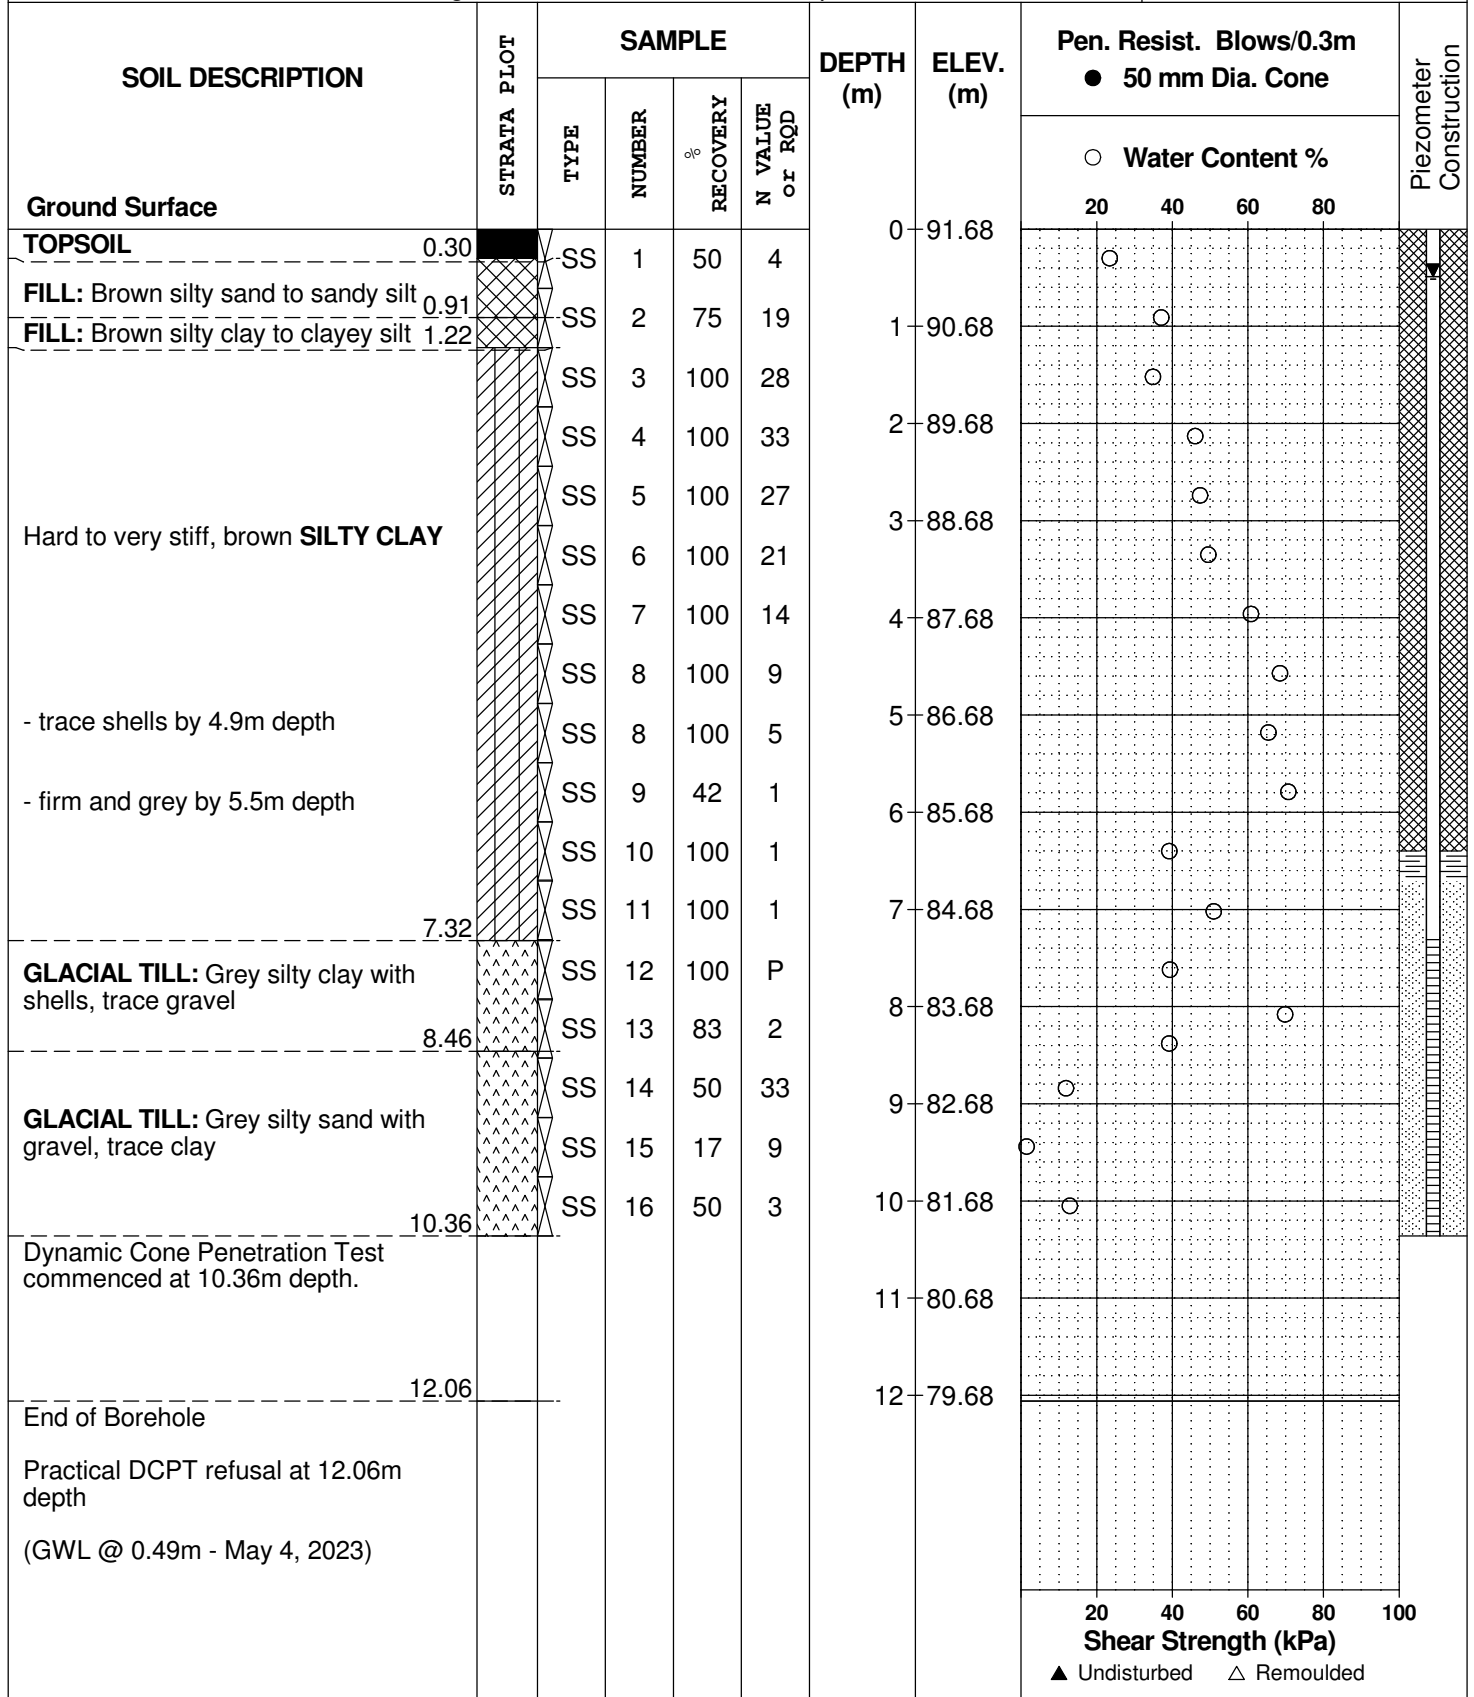 SOIL DESCRIPTION
STRATA PLOT
SAMPLE
TYPE
NUMBER
% RECOVERY
N VALUE or RQD
DEPTH (m)
ELEV. (m)
Pen. Resist. Blows/0.3m
● 50 mm Dia. Cone
○ Water Content %
20 40 60 80
Piezometer Construction
Ground Surface
0 91.68
TOPSOIL 0.30
SS 1 50 4
FILL: Brown silty sand to sandy silt 0.91
SS 2 75 19
1 90.68
FILL: Brown silty clay to clayey silt 1.22
SS 3 100 28
2 89.68
SS 4 100 33
SS 5 100 27
3 88.68
Hard to very stiff, brown SILTY CLAY
SS 6 100 21
SS 7 100 14
4 87.68
SS 8 100 9
5 86.68
- trace shells by 4.9m depth
SS 8 100 5
- firm and grey by 5.5m depth
SS 9 42 1
6 85.68
SS 10 100 1
SS 11 100 1
7 84.68
7.32
GLACIAL TILL: Grey silty clay with
shells, trace gravel
SS 12 100 P
8 83.68
SS 13 83 2
8.46
SS 14 50 33
9 82.68
GLACIAL TILL: Grey silty sand with
gravel, trace clay
SS 15 17 9
10 81.68
SS 16 50 3
10.36
Dynamic Cone Penetration Test
commenced at 10.36m depth.
11 80.68
12.06
12 79.68
End of Borehole
Practical DCPT refusal at 12.06m
depth
(GWL @ 0.49m - May 4, 2023)
20 40 60 80 100
Shear Strength (kPa)
▲ Undisturbed △ Remoulded